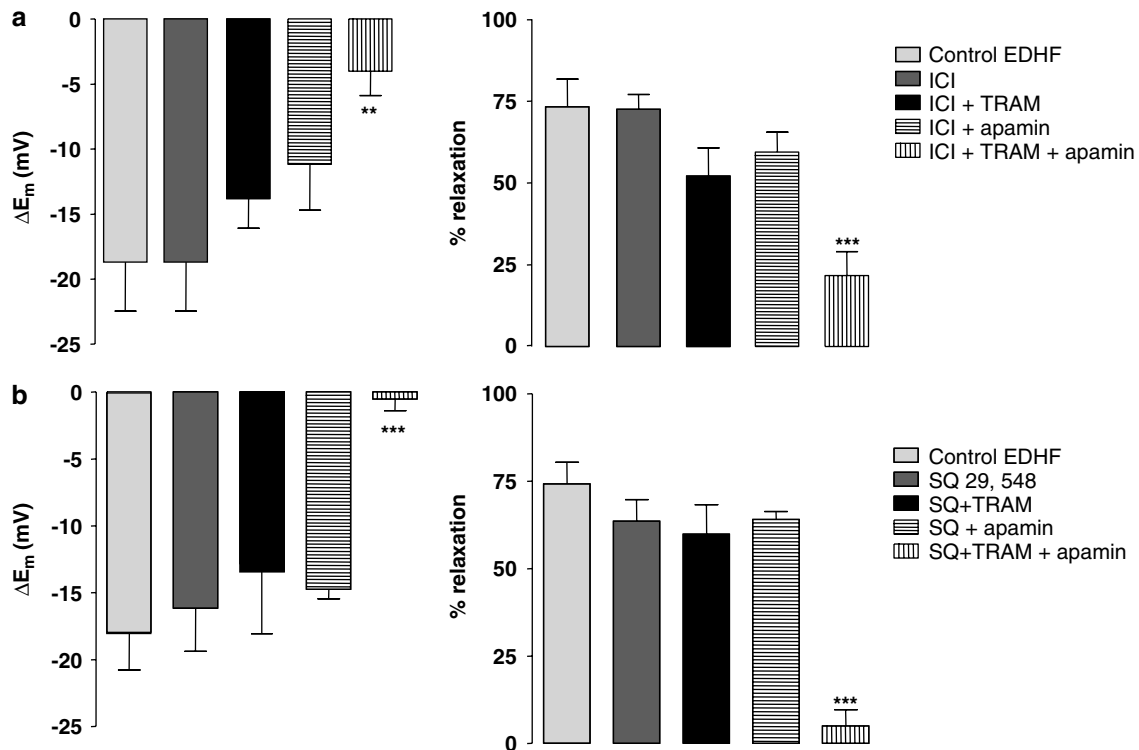 a
0
-5
-10
-15
-20
-25
ΔEm (mV)
**
100
75
50
25
0
% relaxation
***
Control EDHF
ICI
ICI + TRAM
ICI + apamin
ICI + TRAM + apamin
b
0
-5
-10
-15
-20
-25
ΔEm (mV)
***
100
75
50
25
0
% relaxation
***
Control EDHF
SQ 29, 548
SQ+TRAM
SQ + apamin
SQ+TRAM + apamin